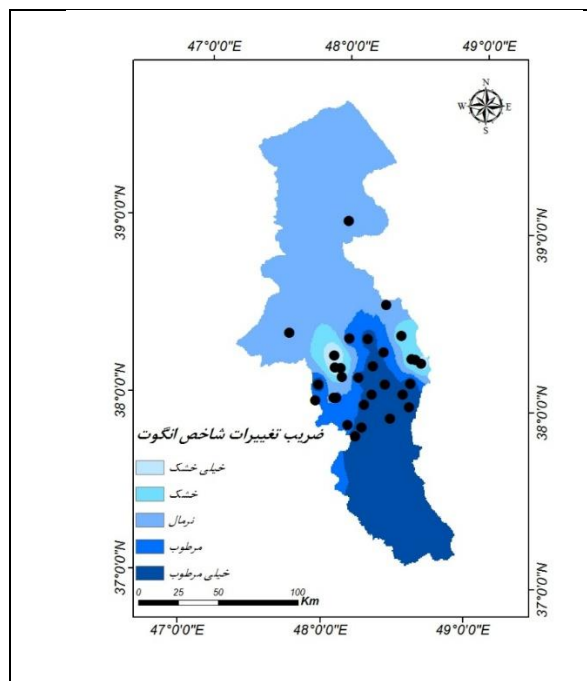 47°0'0"E 48°0'0"E 49°0'0"E
N
W E
S
39°0'0"N 39°0'0"N
38°0'0"N 38°0'0"N
ضریب تغییرات شاخص انگوت
خیلی خشک
خشک
نرمال
مرطوب
خیلی مرطوب
37°0'0"N 37°0'0"N
0 25 50 100
Km
47°0'0"E 48°0'0"E 49°0'0"E